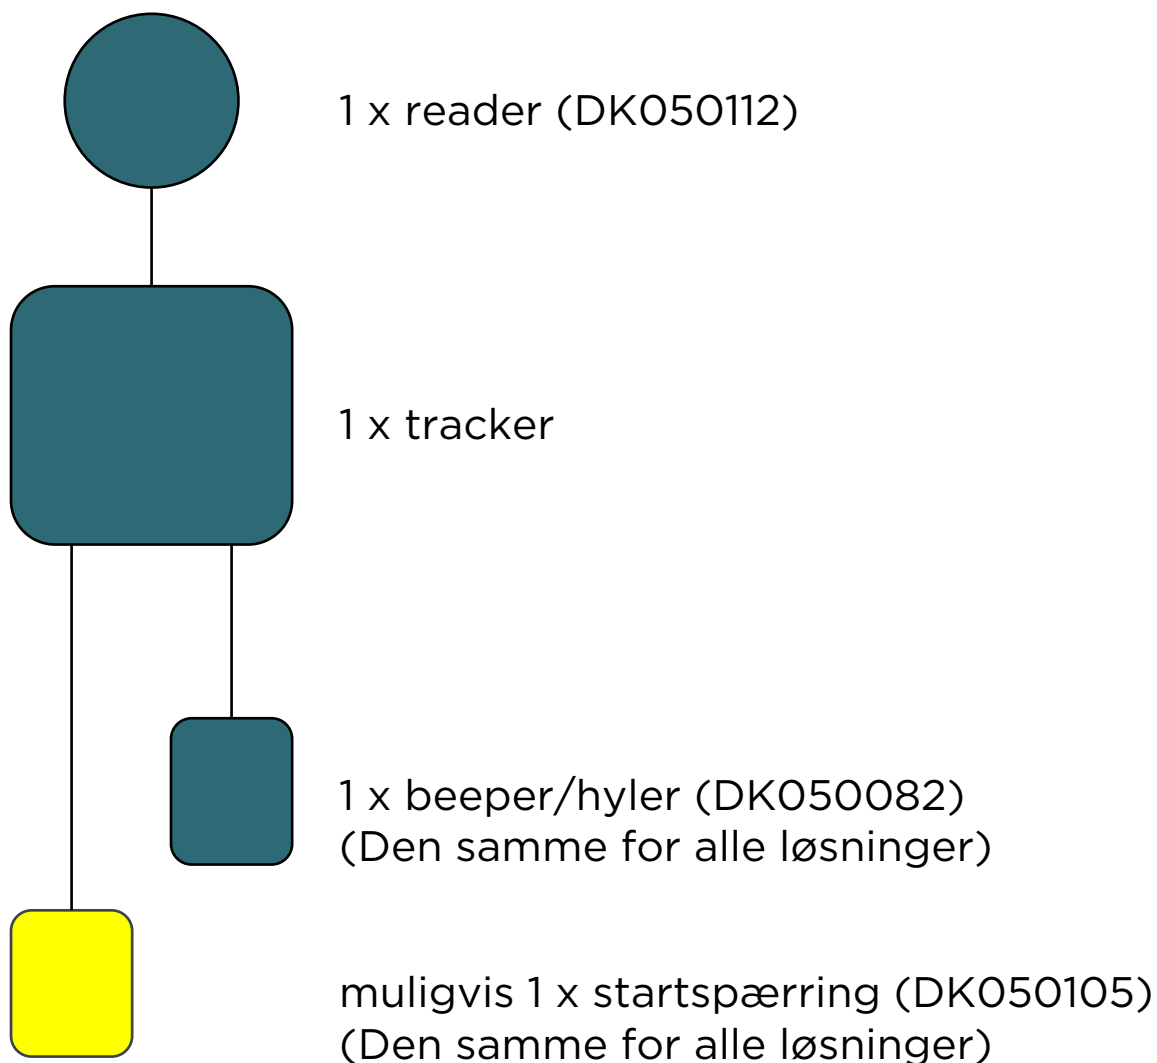 1 x reader (DK050112)
1 x tracker
1 x beeper/hyler (DK050082)
(Den samme for alle løsninger)
muligvis 1 x startspærring (DK050105)
(Den samme for alle løsninger)